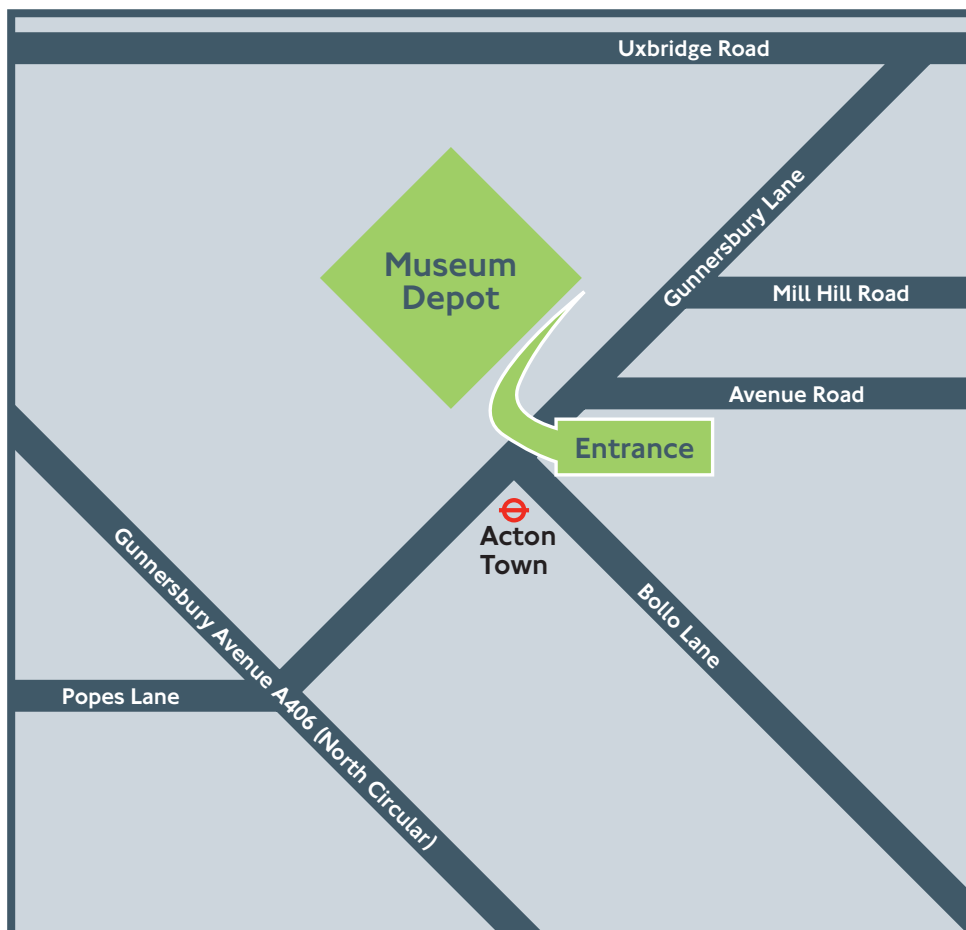 Uxbridge Road
Gunnersbury Lane
Museum
Depot
Mill Hill Road
Avenue Road
Entrance
Acton
Town
Gunnersbury Avenue A406 (North Circular)
Bollo Lane
Popes Lane